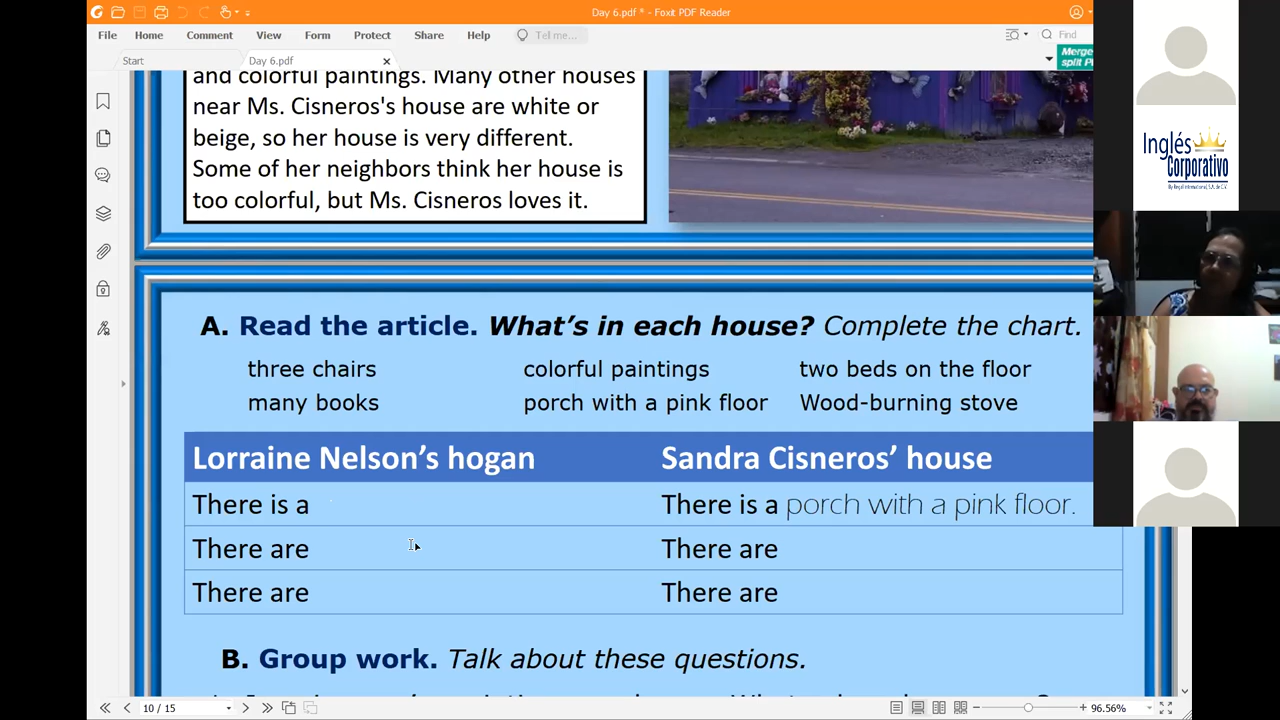 Day 6.pdf * - Foxit PDF Reader
File Home Comment View Form Protect Share Help Tell me... Find
Start Day 6.pdf
Merge
split P
and colorful paintings. Many other houses
near Ms. Cisneros's house are white or
beige, so her house is very different.
Some of her neighbors think her house is
too colorful, but Ms. Cisneros loves it.
Inglés
Corporativo
By Regal International, S.A. de C.V.
A. Read the article. What's in each house? Complete the chart.
three chairs colorful paintings two beds on the floor
many books porch with a pink floor Wood-burning stove
Lorraine Nelson's hogan Sandra Cisneros' house
There is a There is a porch with a pink floor.
There are There are
There are There are
B. Group work. Talk about these questions.
10 / 15 96.56%